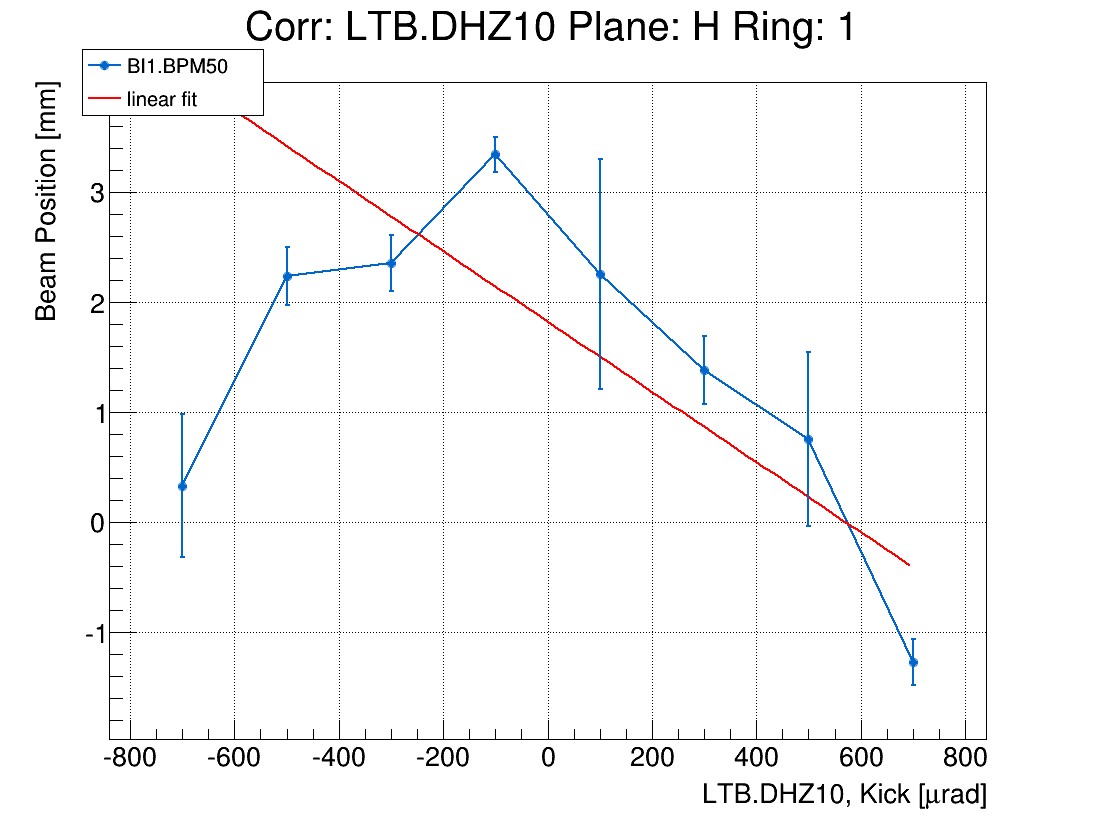 Corr: LTB.DHZ10 Plane: H Ring: 1
BI1.BPM50
linear fit
Beam Position [mm]
3
2
1
0
-1
-800 -600 -400 -200 0 200 400 600 800
LTB.DHZ10, Kick [μrad]